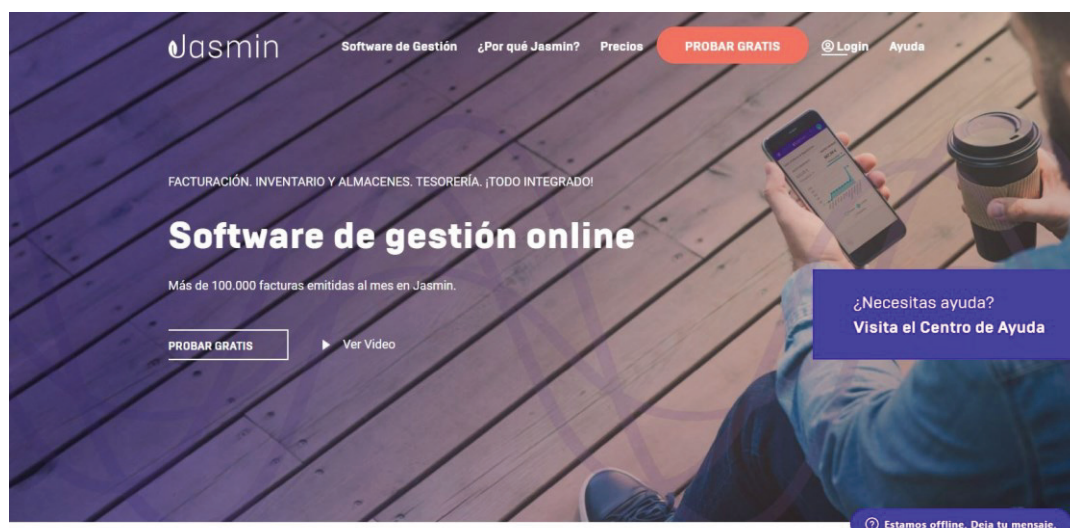 Jasmin
Software de Gestión
¿Por qué Jasmin?
Precios
PROBAR GRATIS
Login
Ayuda
FACTURACIÓN. INVENTARIO Y ALMACENES. TESORERÍA. ¡TODO INTEGRADO!
Software de gestión online
Más de 100.000 facturas emitidas al mes en Jasmin.
PROBAR GRATIS
Ver Video
¿Necesitas ayuda?
Visita el Centro de Ayuda
Estamos offline. Deja tu mensaje.